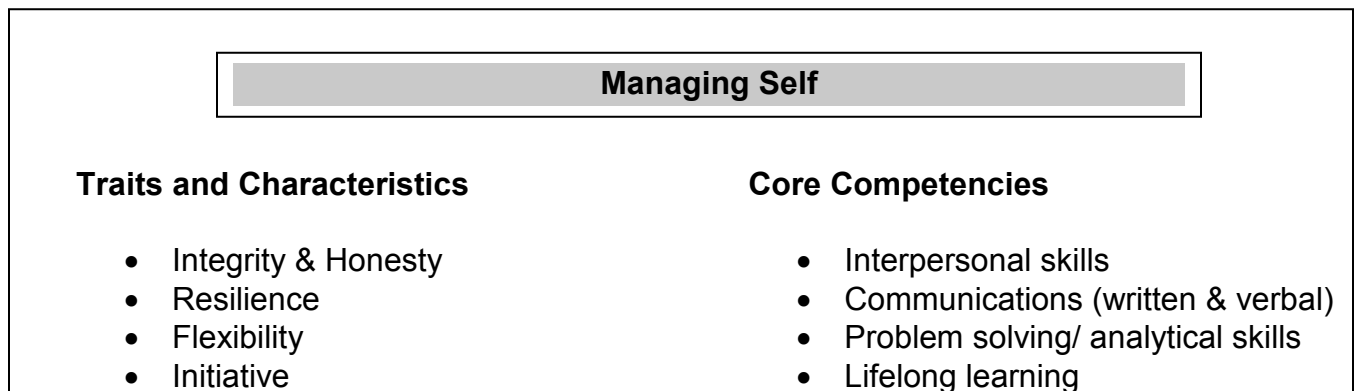 Managing Self
Traits and Characteristics
• Integrity & Honesty
• Resilience
• Flexibility
• Initiative
Core Competencies
• Interpersonal skills
• Communications (written & verbal)
• Problem solving/ analytical skills
• Lifelong learning